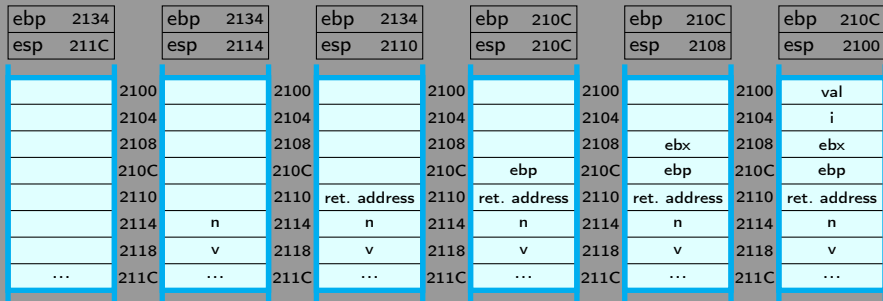 ebp 2134 ebp 2134 ebp 2134 ebp 210C ebp 210C ebp 210C
esp 211C esp 2114 esp 2110 esp 210C esp 2108 esp 2100
2100 2100 2100 2100 2100 val
2104 2104 2104 2104 2104 i
2108 2108 2108 2108 ebx 2108 ebx
210C 210C 210C ebp 210C ebp 210C ebp
2110 2110 ret. address 2110 ret. address 2110 ret. address 2110 ret. address
2114 n 2114 n 2114 n 2114 n 2114 n
2118 v 2118 v 2118 v 2118 v 2118 v
... 211C ... 211C ... 211C ... 211C ... 211C ...